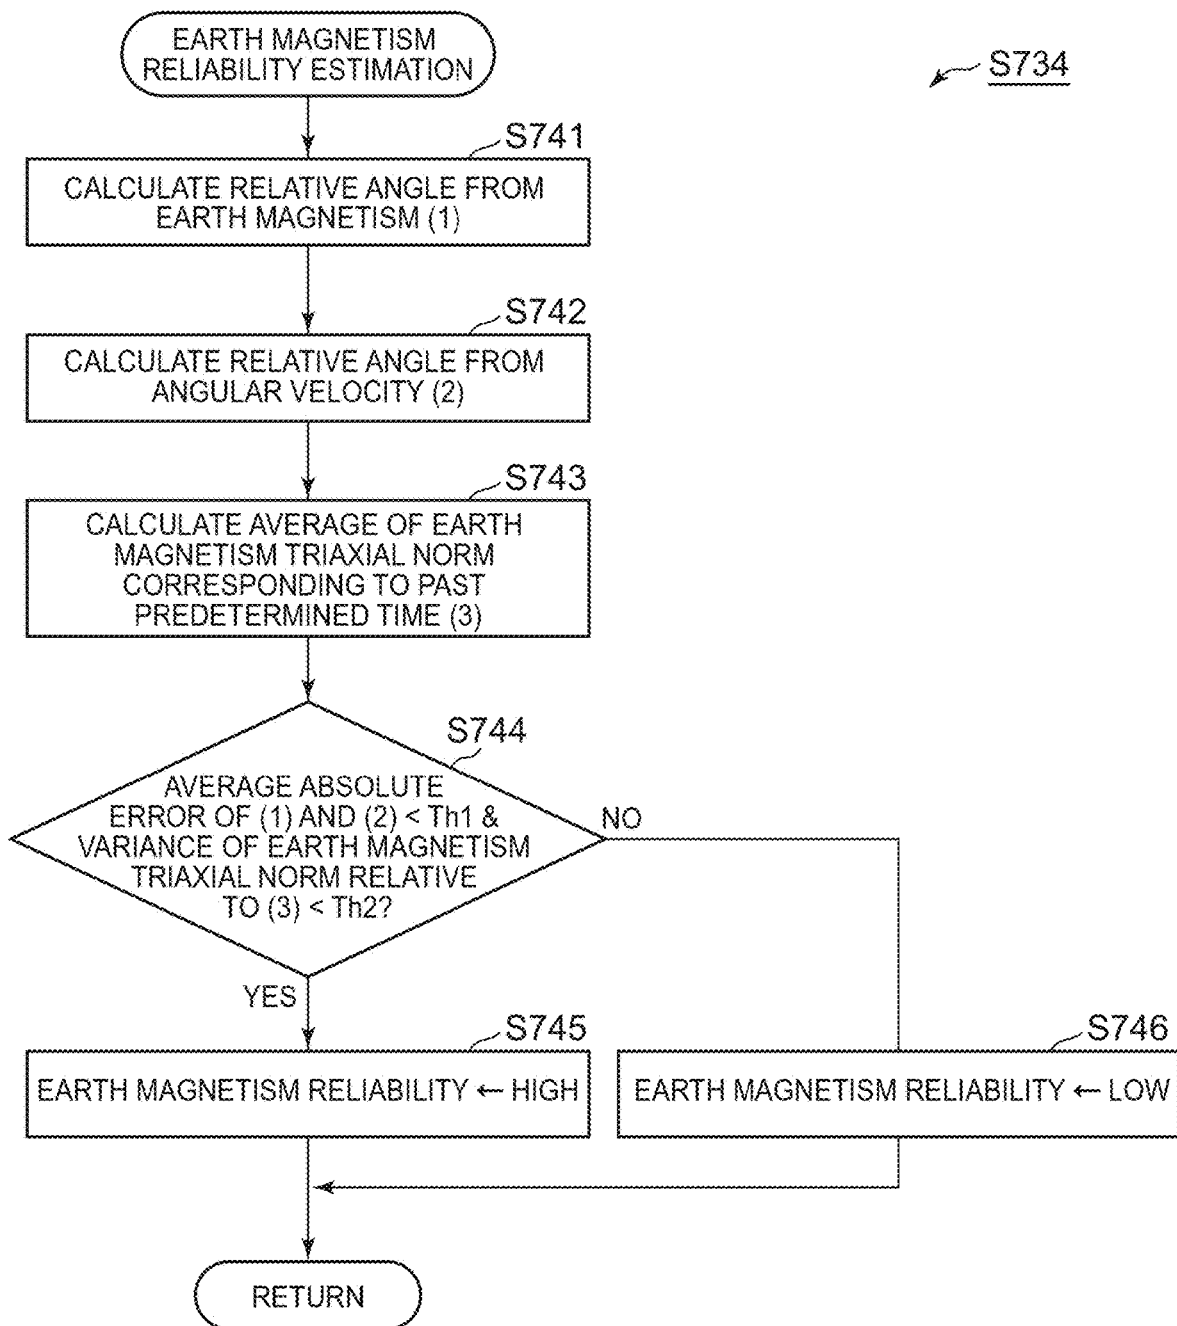 EARTH MAGNETISM
RELIABILITY ESTIMATION
S734
S741
CALCULATE RELATIVE ANGLE FROM
EARTH MAGNETISM (1)
S742
CALCULATE RELATIVE ANGLE FROM
ANGULAR VELOCITY (2)
S743
CALCULATE AVERAGE OF EARTH
MAGNETISM TRIAXIAL NORM
CORRESPONDING TO PAST
PREDETERMINED TIME (3)
S744
AVERAGE ABSOLUTE
ERROR OF (1) AND (2) < Th1 &
VARIANCE OF EARTH MAGNETISM
TRIAXIAL NORM RELATIVE
TO (3) < Th2?
NO
YES
S745
EARTH MAGNETISM RELIABILITY ← HIGH
S746
EARTH MAGNETISM RELIABILITY ← LOW
RETURN